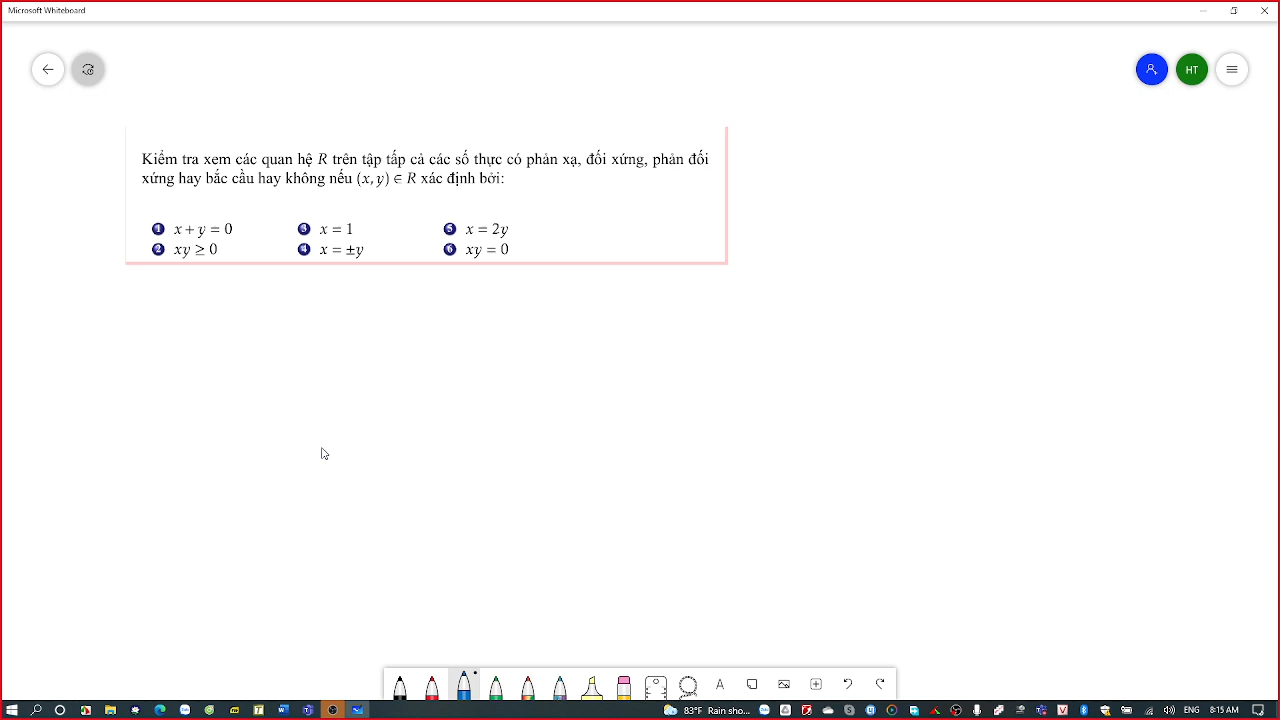 Microsoft Whiteboard
HT
Kiểm tra xem các quan hệ R trên tập tấp cả các số thực có phản xạ, đối xứng, phản đối
xứng hay bắc cầu hay không nếu (x, y) ∈ R xác định bởi:
1 x + y = 0 3 x = 1 5 x = 2y
2 xy ≥ 0 4 x = ±y 6 xy = 0
A
83°F Rain sho... ENG 8:15 AM